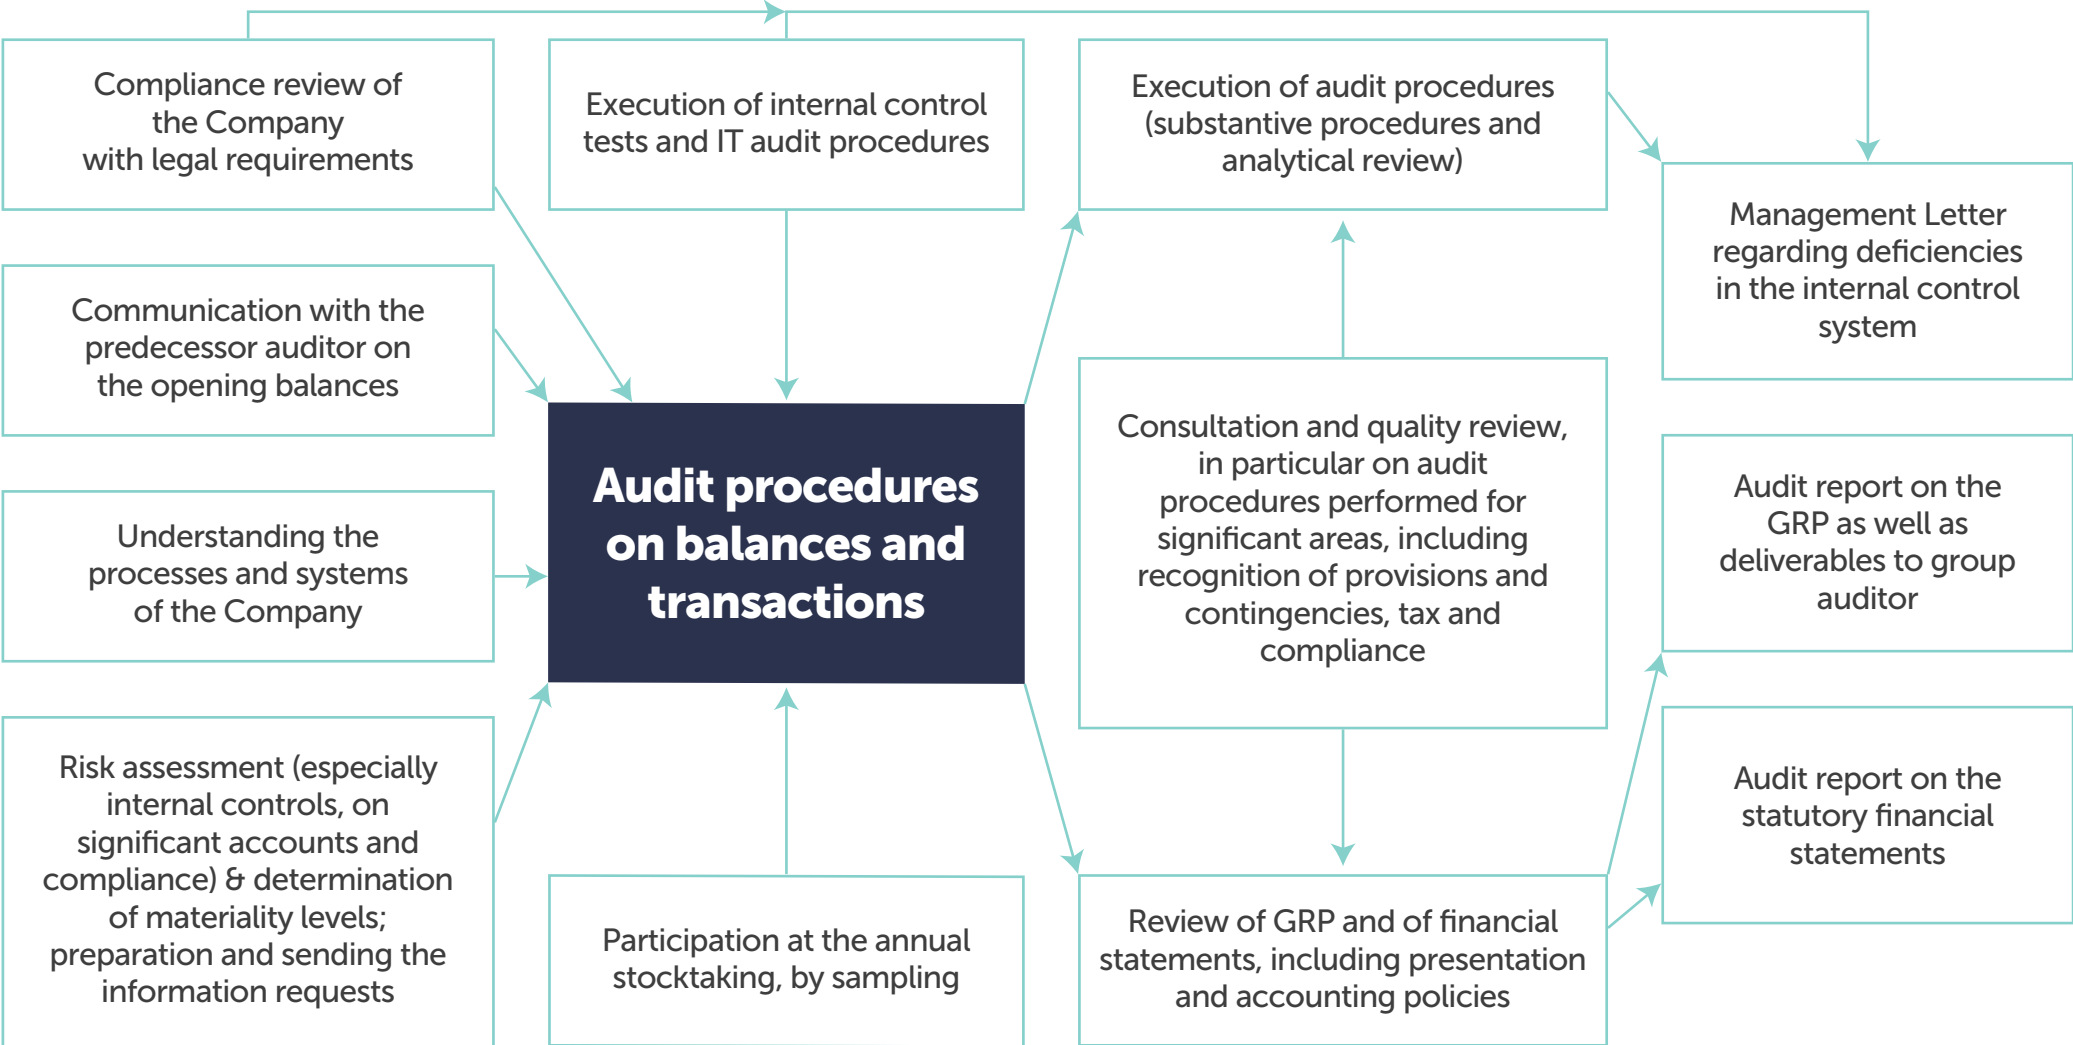 Compliance review of
the Company
with legal requirements
Execution of internal control
tests and IT audit procedures
Execution of audit procedures
(substantive procedures and
analytical review)
Management Letter
regarding deficiencies
in the internal control
system
Communication with the
predecessor auditor on
the opening balances
Audit procedures
on balances and
transactions
Consultation and quality review,
in particular on audit
procedures performed for
significant areas, including
recognition of provisions and
contingencies, tax and
compliance
Audit report on the
GRP as well as
deliverables to group
auditor
Understanding the
processes and systems
of the Company
Risk assessment (especially
internal controls, on
significant accounts and
compliance) & determination
of materiality levels;
preparation and sending the
information requests
Participation at the annual
stocktaking, by sampling
Review of GRP and of financial
statements, including presentation
and accounting policies
Audit report on the
statutory financial
statements